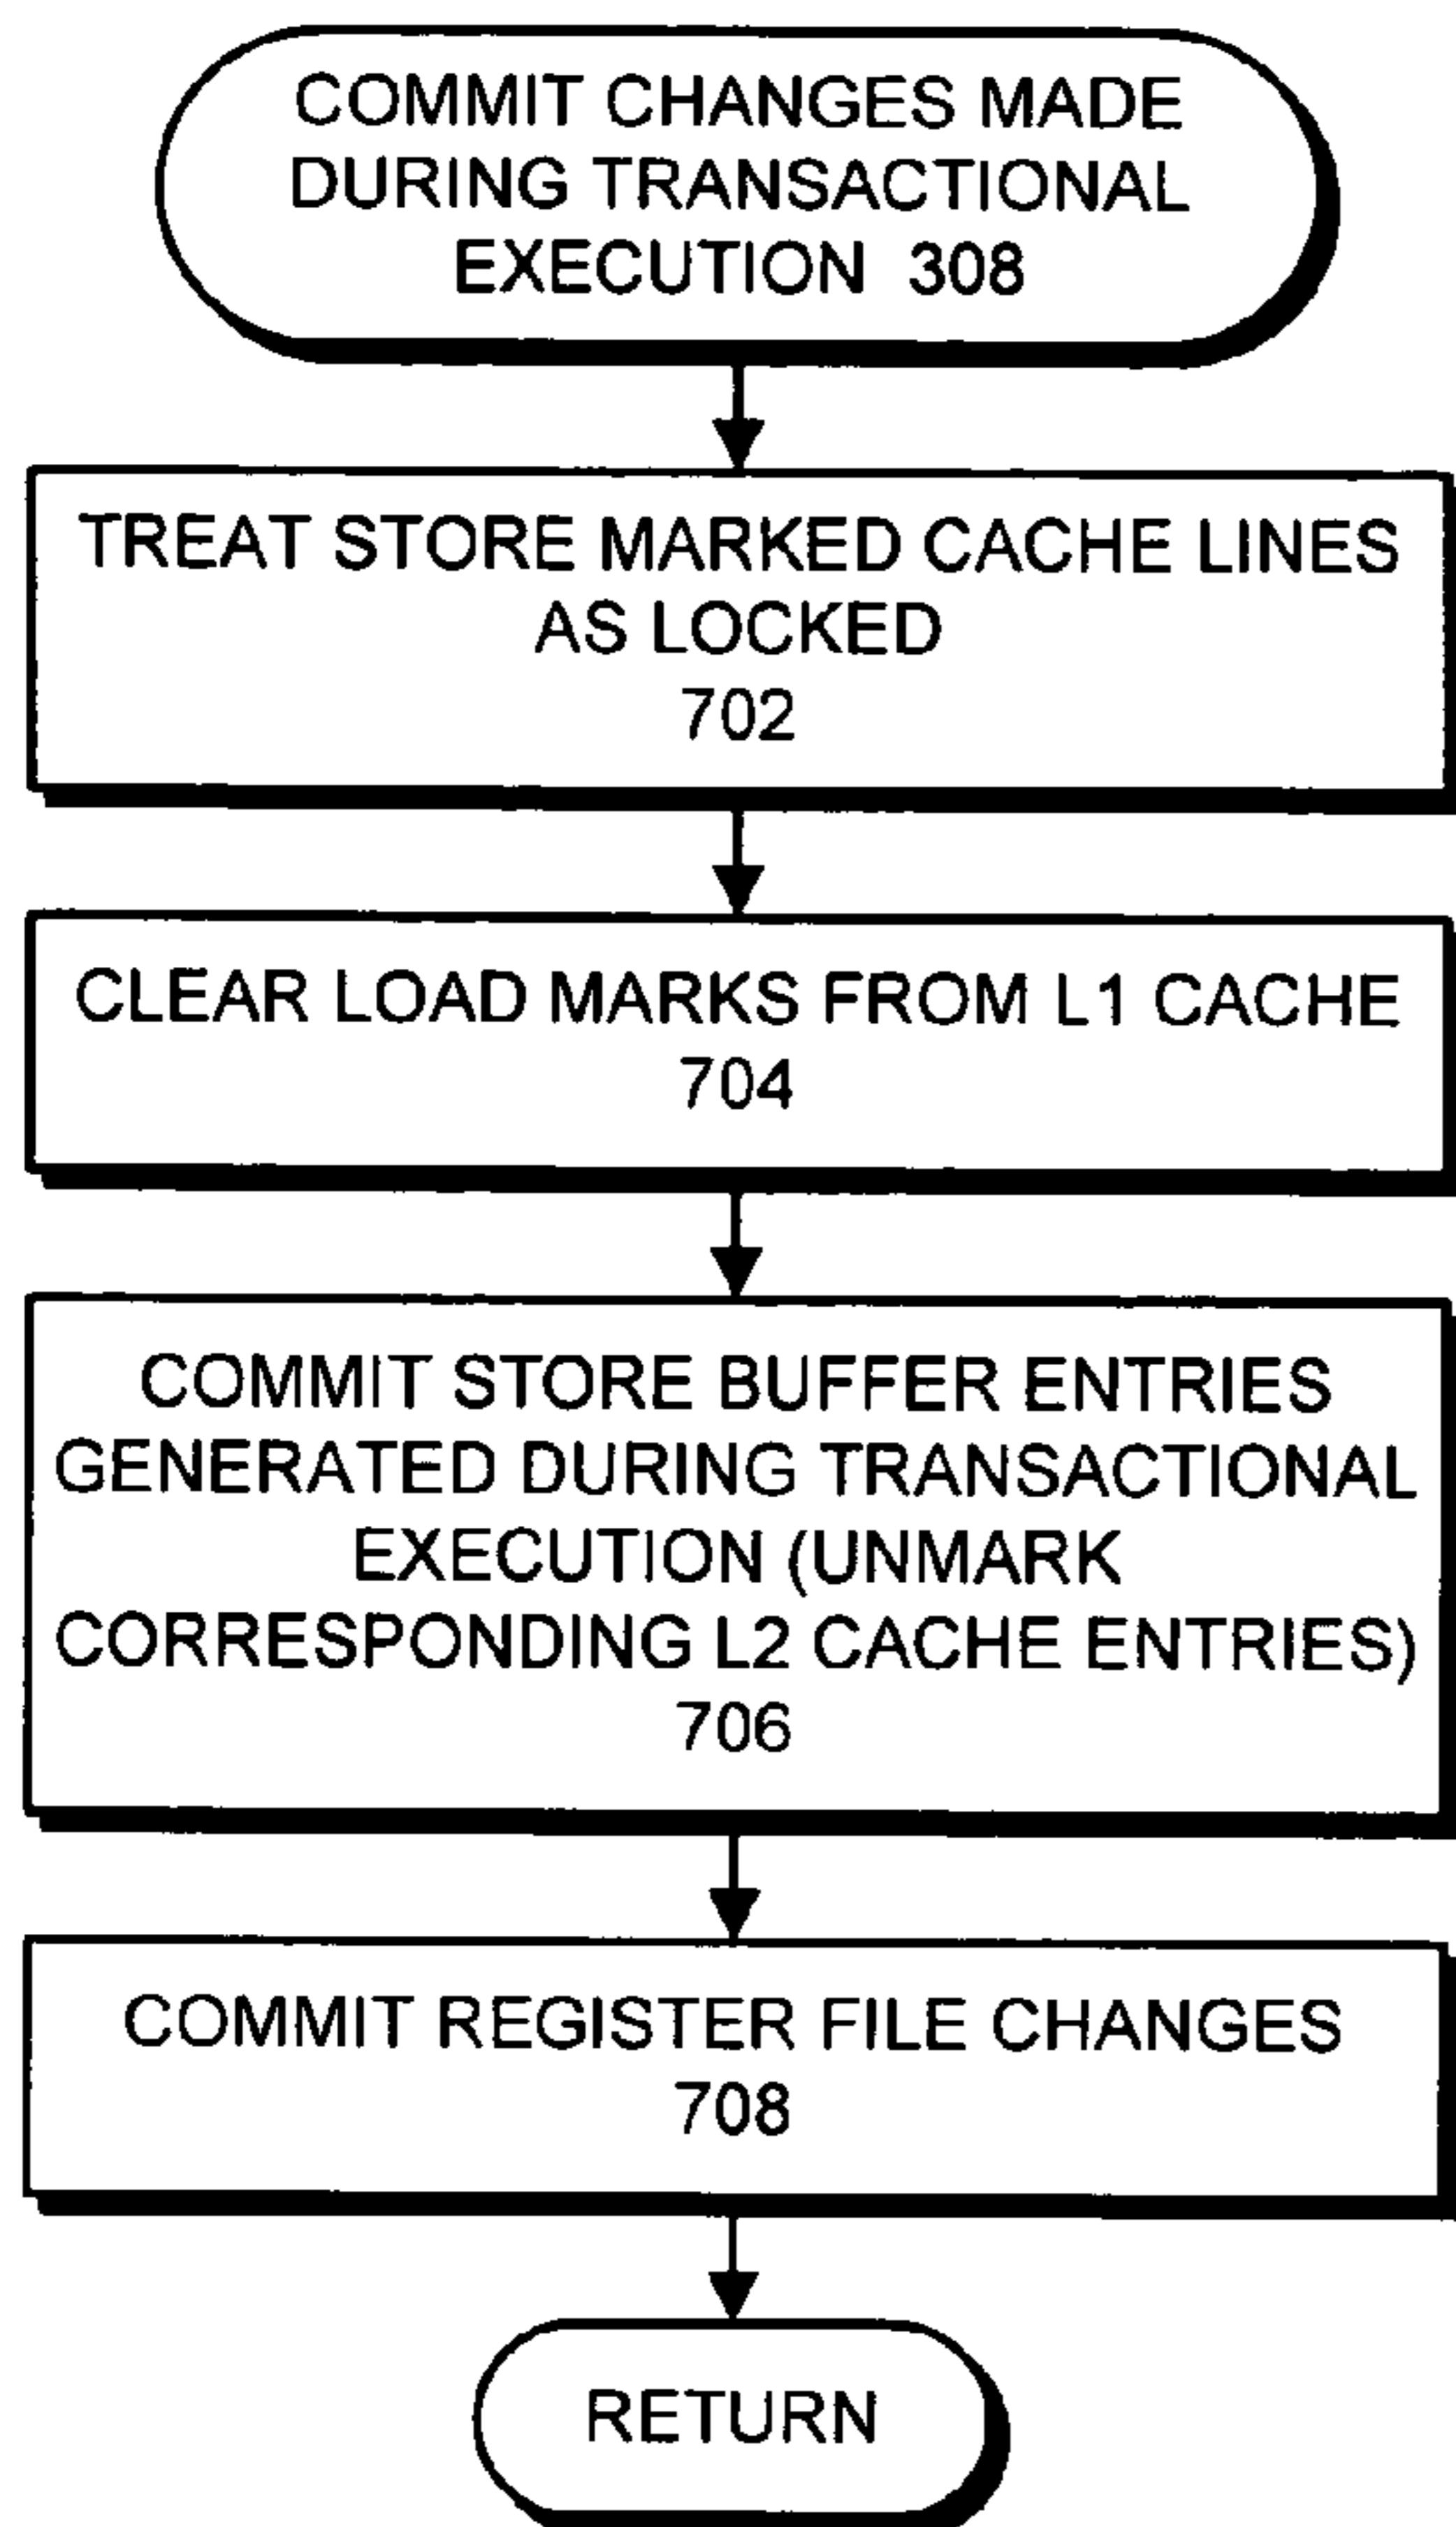 COMMIT CHANGES MADE
DURING TRANSACTIONAL
EXECUTION 308
TREAT STORE MARKED CACHE LINES
AS LOCKED
702
CLEAR LOAD MARKS FROM L1 CACHE
704
COMMIT STORE BUFFER ENTRIES
GENERATED DURING TRANSACTIONAL
EXECUTION (UNMARK
CORRESPONDING L2 CACHE ENTRIES)
706
COMMIT REGISTER FILE CHANGES
708
RETURN